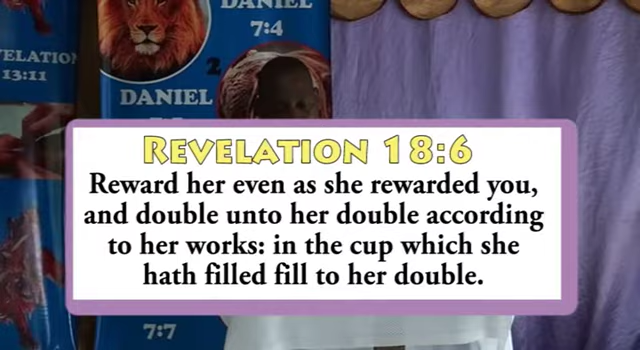 DANIEL
7:4
VELATION
13:11
2
DANIEL
REVELATION 18:6
Reward her even as she rewarded you,
and double unto her double according
to her works: in the cup which she
hath filled fill to her double.
7:7